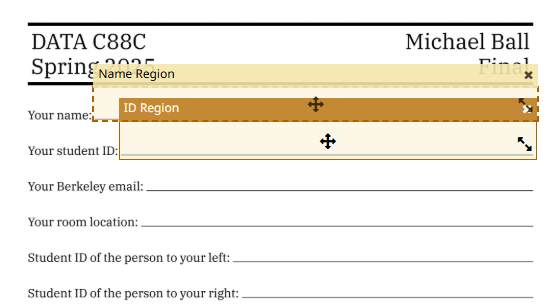 DATA C88C
Michael Ball
Spring 2025
Final
Name Region
ID Region
Your name:
Your student ID:
Your Berkeley email:
Your room location:
Student ID of the person to your left:
Student ID of the person to your right: